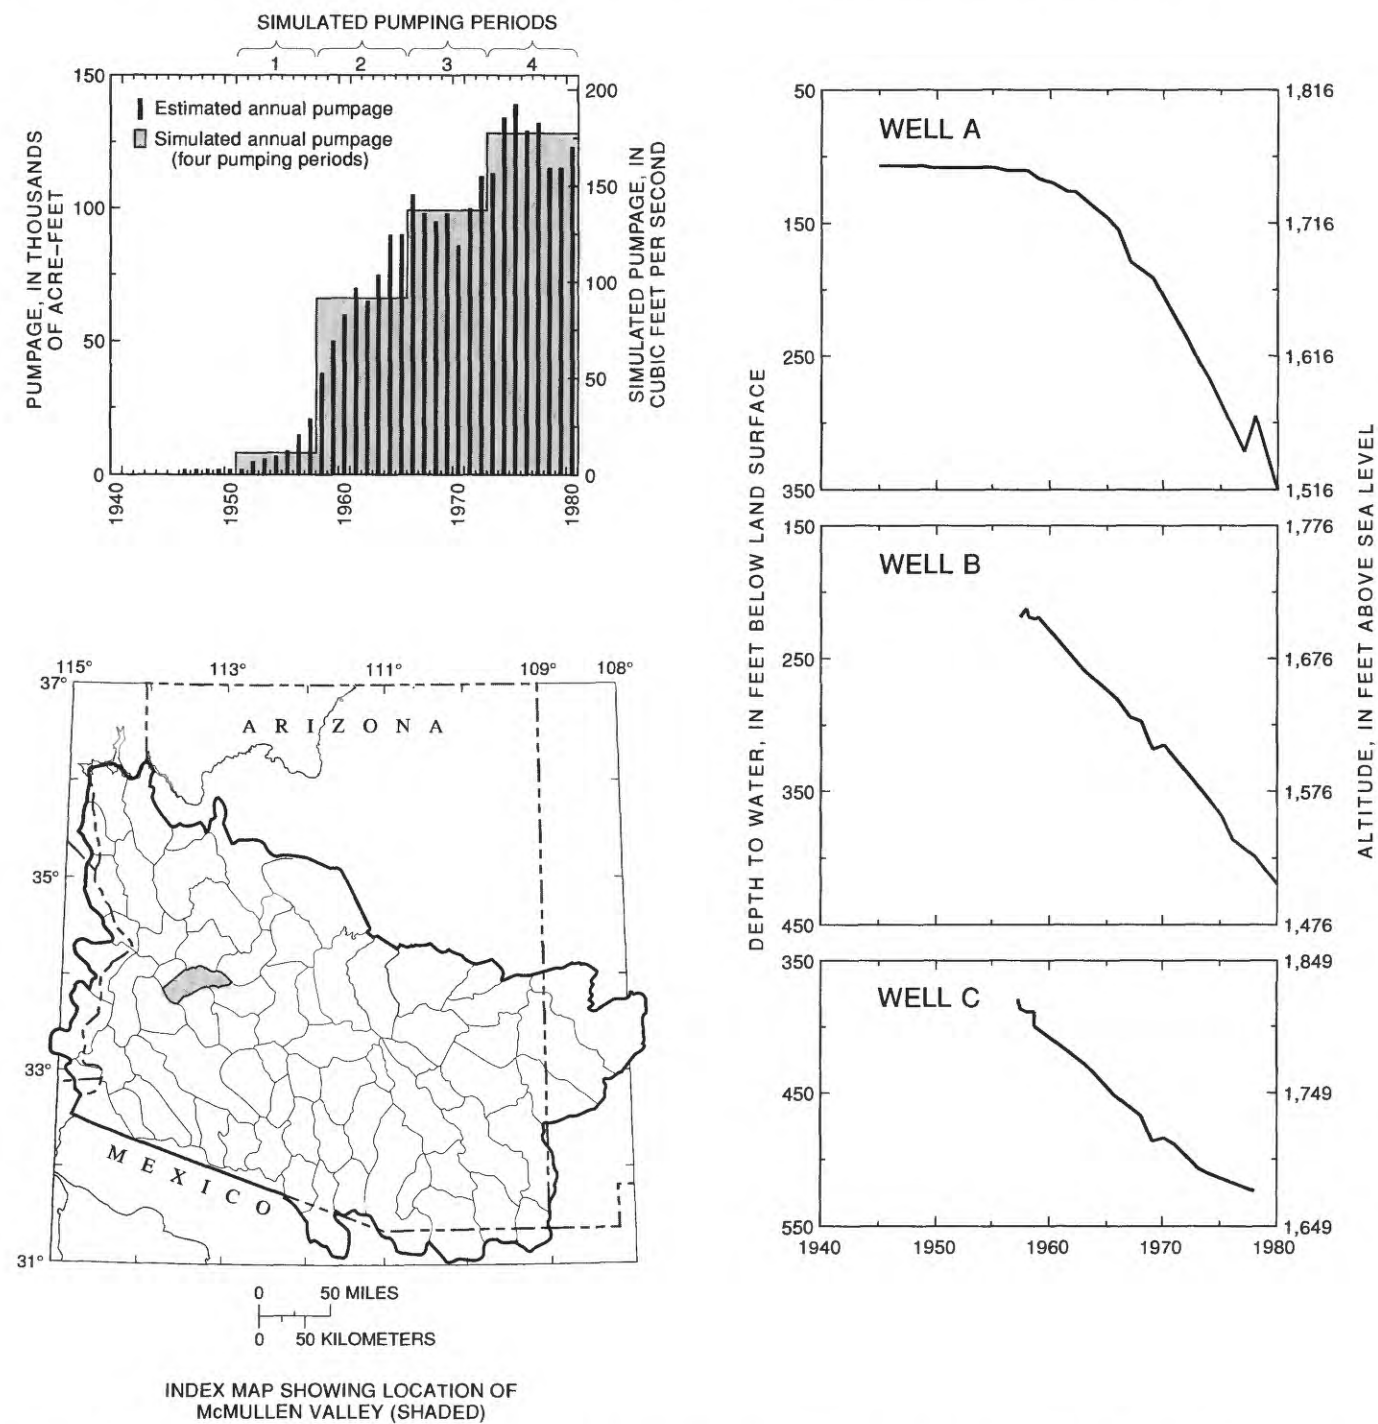 SIMULATED PUMPING PERIODS
1 2 3 4
150
100
50
0
PUMPAGE, IN THOUSANDS
OF ACRE–FEET
Estimated annual pumpage
Simulated annual pumpage
(four pumping periods)
200
150
100
50
0
SIMULATED PUMPAGE, IN
CUBIC FEET PER SECOND
1940 1950 1960 1970 1980
115° 113° 111° 109° 108°
37°
35°
33°
31°
ARIZONA
MEXICO
0 50 MILES
0 50 KILOMETERS
INDEX MAP SHOWING LOCATION OF
McMULLEN VALLEY (SHADED)
DEPTH TO WATER, IN FEET BELOW LAND SURFACE
WELL A
50
150
250
350
1,816
1,716
1,616
1,516
WELL B
150
250
350
450
1,776
1,676
1,576
1,476
WELL C
350
450
550
1,849
1,749
1,649
1940 1950 1960 1970 1980
ALTITUDE, IN FEET ABOVE SEA LEVEL